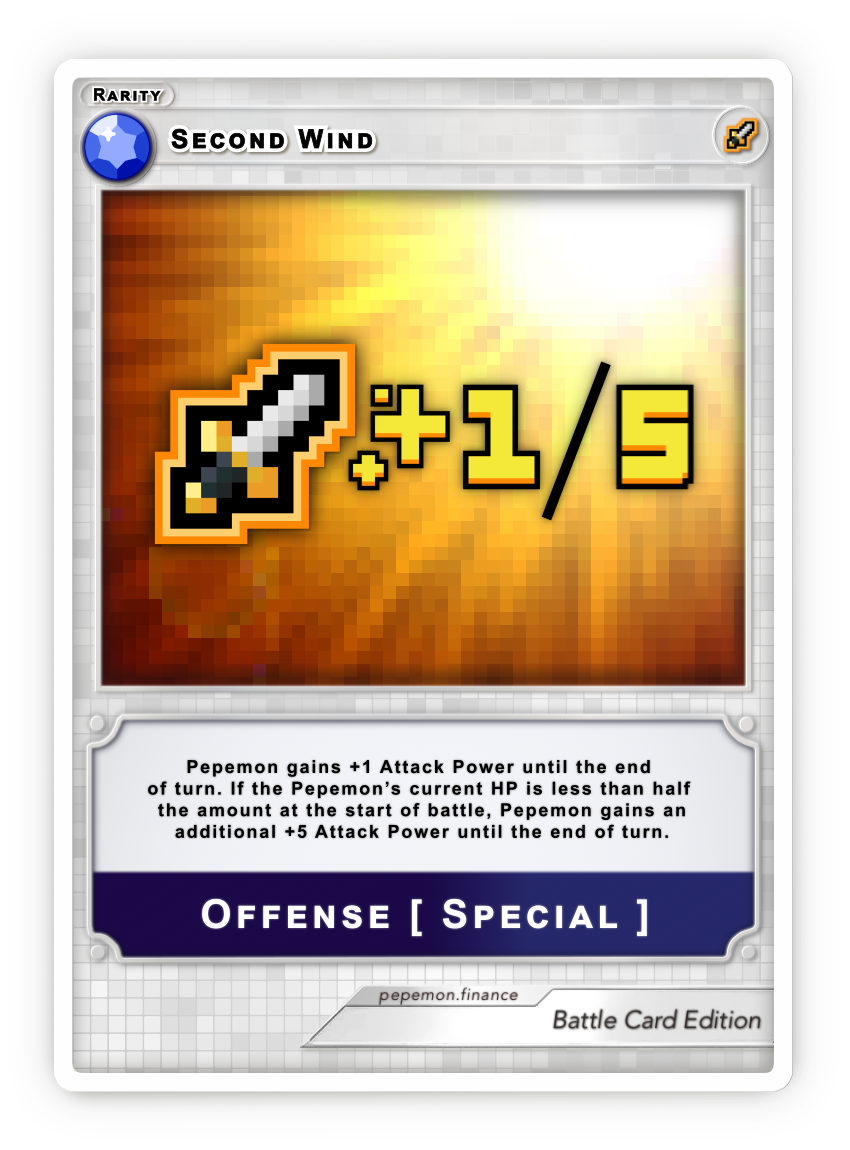 Rarity
Second Wind
+1/5
Pepemon gains +1 Attack Power until the end
of turn. If the Pepemon’s current HP is less than half
the amount at the start of battle, Pepemon gains an
additional +5 Attack Power until the end of turn.
Offense [ Special ]
pepemon.finance
Battle Card Edition